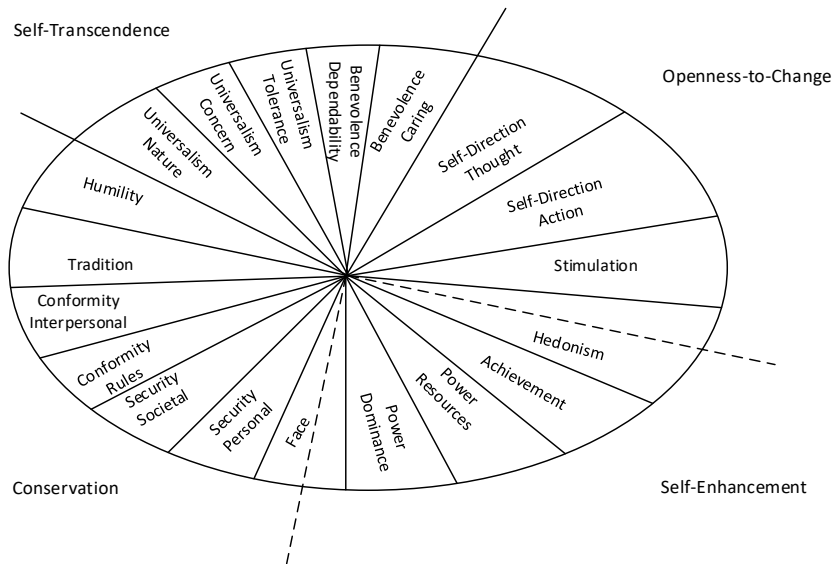 Self-Transcendence
Openness-to-Change
Universalism
Nature
Universalism
Concern
Universalism
Tolerance
Benevolence
Dependability
Benevolence
Caring
Self-Direction
Thought
Self-Direction
Action
Stimulation
Hedonism
Achievement
Power
Resources
Power
Dominance
Face
Security
Personal
Security
Societal
Conformity
Rules
Conformity
Interpersonal
Tradition
Humility
Conservation
Self-Enhancement